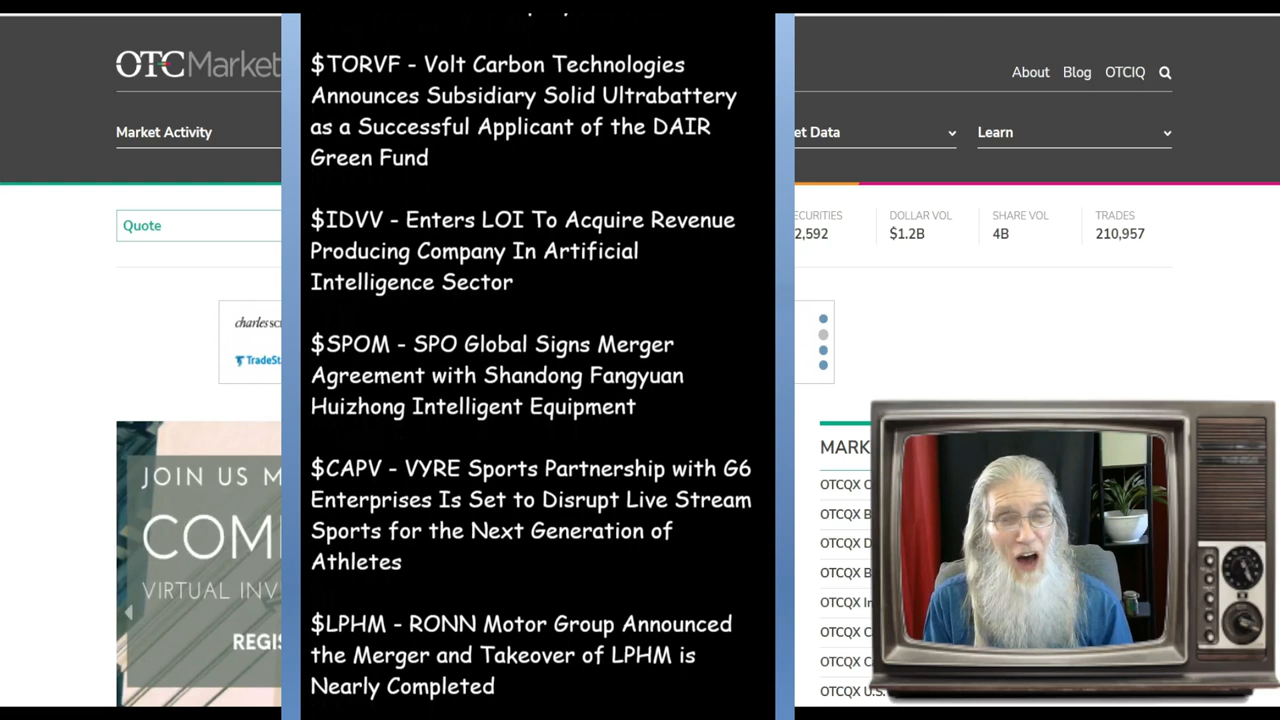 OTCMarket
About Blog OTCIQ
Market Activity
et Data
Learn
Quote
ECURITIES
2,592
DOLLAR VOL
$1.2B
SHARE VOL
4B
TRADES
210,957
$TORVF - Volt Carbon Technologies
Announces Subsidiary Solid Ultrabattery
as a Successful Applicant of the DAIR
Green Fund
$IDVV - Enters LOI To Acquire Revenue
Producing Company In Artificial
Intelligence Sector
$SPOM - SPO Global Signs Merger
Agreement with Shandong Fangyuan
Huizhong Intelligent Equipment
$CAPV - VYRE Sports Partnership with G6
Enterprises Is Set to Disrupt Live Stream
Sports for the Next Generation of
Athletes
$LPHM - RONN Motor Group Announced
the Merger and Takeover of LPHM is
Nearly Completed
charles sc
TradeSt
JOIN US M
COM
VIRTUAL INV
REGIS
MARK
OTCQX C
OTCQX B
OTCQX D
OTCQX B
OTCQX In
OTCQX C
OTCQX C
OTCQX U.S.